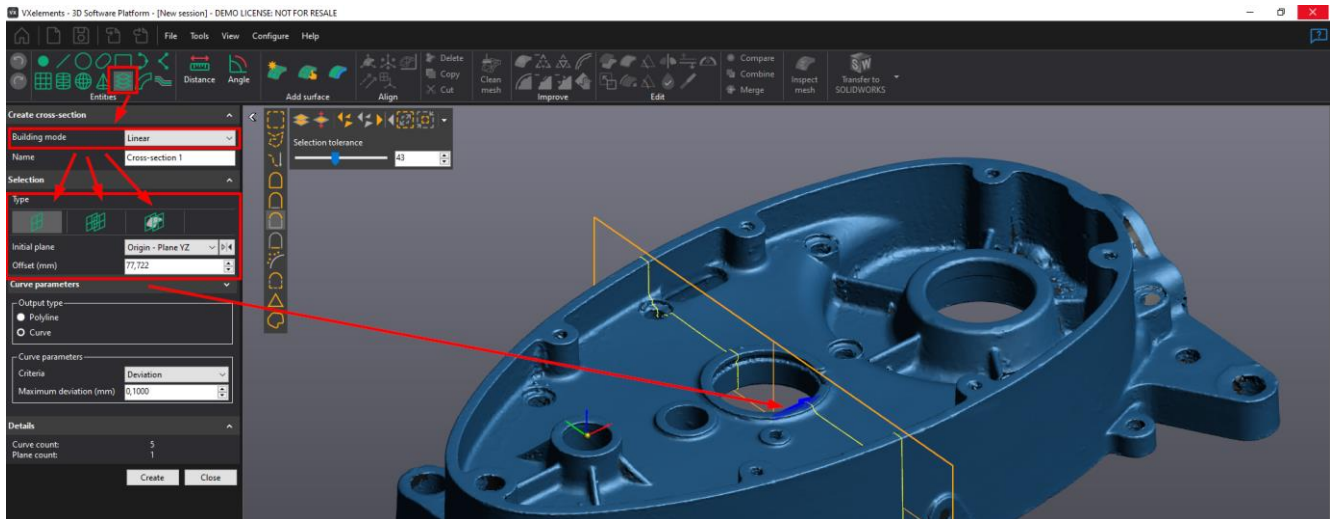 VXelements - 3D Software Platform - [New session] - DEMO LICENSE: NOT FOR RESALE
File Tools View Configure Help
Distance
Angle
Delete
Copy
Cut
Clean mesh
Compare
Combine
Merge
Inspect mesh
Transfer to SOLIDWORKS
Entities
Add surface
Align
Improve
Edit
Create cross-section
Building mode Linear
Name Cross-section 1
Selection
Type
Initial plane Origin - Plane YZ
Offset (mm) 77,722
Curve parameters
Output type
Polyline
Curve
Curve parameters
Criteria Deviation
Maximum deviation (mm) 0,1000
Details
Curve count: 5
Plane count: 1
Create Close
Selection tolerance
43